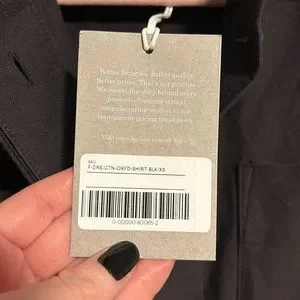 Better factories. Better quality.
Better prices. That's our promise.
We reveal the story behind every
product—from our ethical
manufacturing process to our
transparent pricing breakdown.
SKU
F-DRS-CTN-OXFD-SHIRT-BLK-XS
0-00000-83065-2